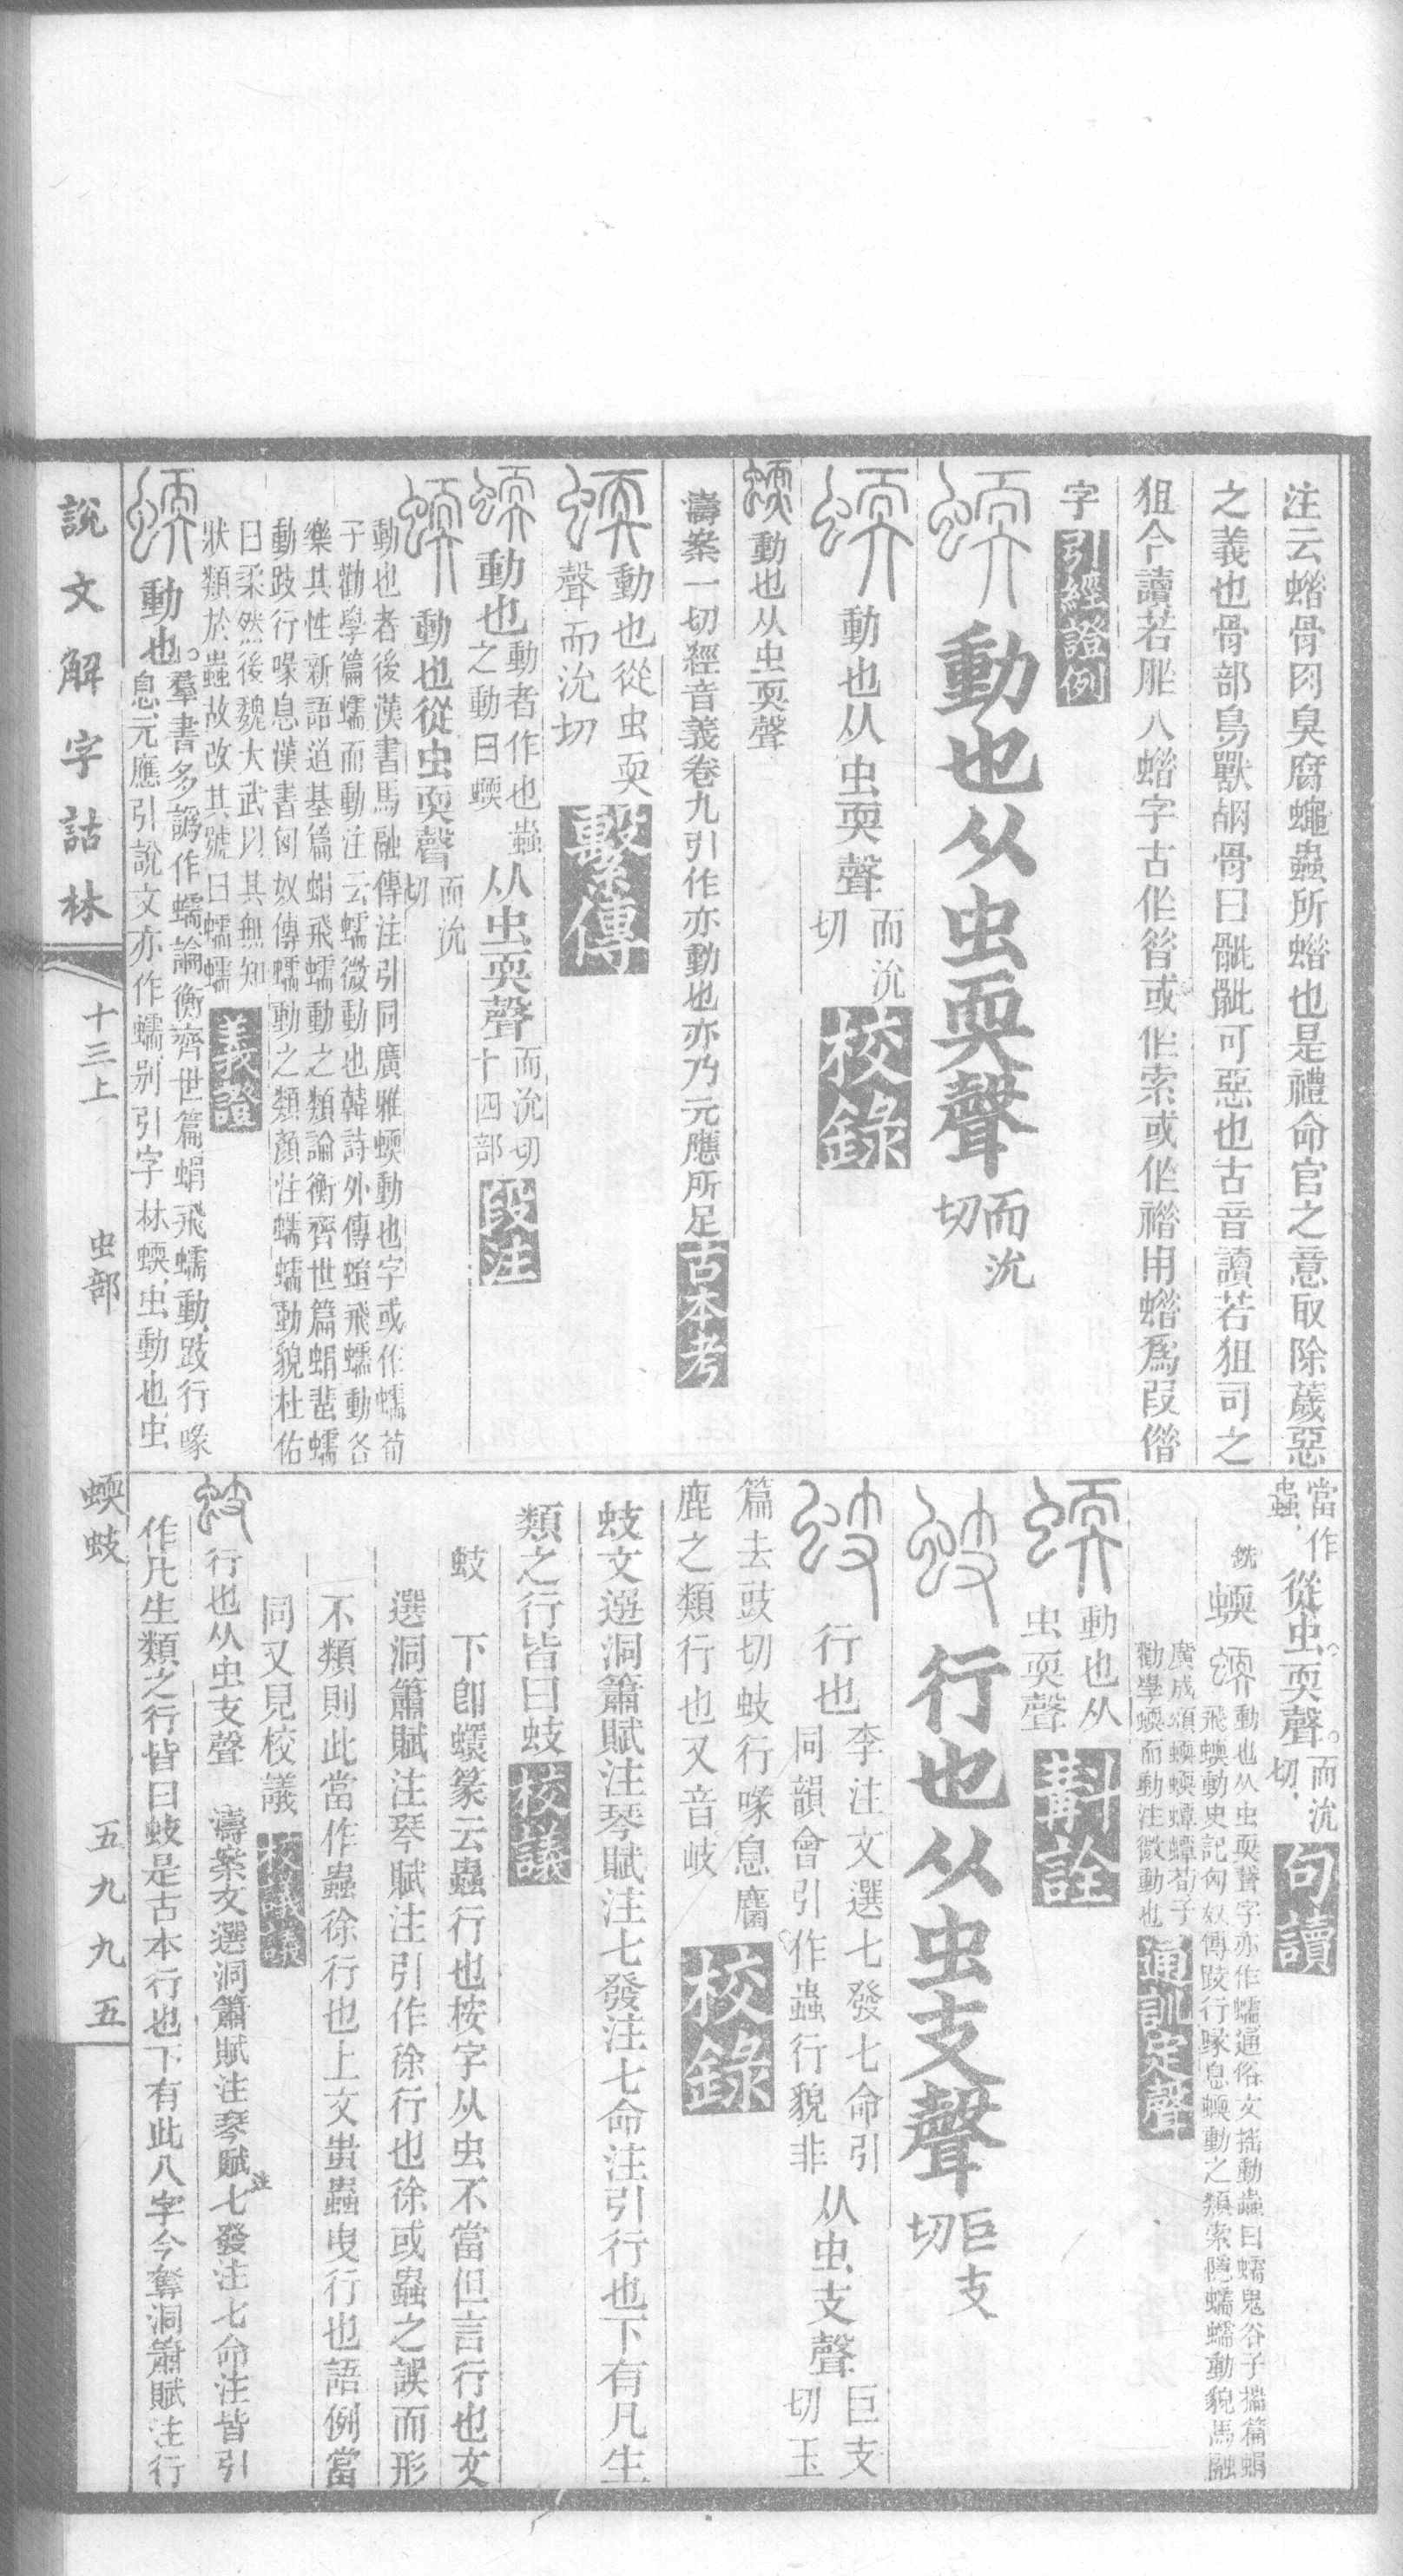 注云蜡骨肉臭腐蠅蟲所蜡也是禮命官之意取除薉惡
之義也骨部鳥獸殘骨曰骴骴可惡也古音讀若狙司之
狙今讀若 八蜡字古作 或作索或作 用蜡爲叚借
字引經證例
蝡動也从虫耎聲而沇切
蝡動也从虫耎聲而沇切校錄
蝡動也从虫耎聲
濤案一切經音義卷九引作亦動也亦乃元應所足古本考
蝡動也從虫耎
聲而沇切繫傳
蝡動也動者作也蟲之動曰蝡从虫耎聲而沇切十四部段注
蝡動也從虫耎聲而沇切
動也者後漢書馬融傳注引同廣雅蝡動也字或作蠕荀
子勸學篇蠕而動注云蠕微動也韓詩外傳蝖飛蠕動各
樂其性新語道基篇蜎飛蠕動之類論衡齊世篇蜎蜚蠕
動跂行喙息漢書匈奴傳蠕動之類顏注蠕蠕動貌杜佑
曰柔然後魏大武以其無知
狀類於蟲故改其號曰蠕蠕義證
蝡動也羣書多譌作蠕論衡齊世篇蜎飛蠕動跂行喙
息元應引說文亦作蠕別引字林蝡虫動也虫
當作蟲從虫耎聲而沇切句讀
蝡動也从虫耎聲字亦作蠕通俗文搖動蟲曰蠕鬼谷子揣篇蜎
飛蝡動史記匈奴傳跂行喙息蝡動之類索隱蠕蠕動貌馬融
廣成頌蝡蝡蟫蟫荀子
勸學蝡而動注微動也通訓定聲
蝡動也从
虫耎聲斠詮
蚑行也从虫支聲巨支切
蚑行也李注文選七發七命引同韻會引作蟲行貌非从虫支聲巨支切玉
篇去豉切蚑行喙息麕
鹿之類行也又音岐校錄
蚑文選洞簫賦注琴賦注七發注七命注引行也下有凡生
類之行皆曰蚑校議
蚑下卽蠉篆云蟲行也按字从虫不當但言行也文
選洞簫賦注琴賦注引作徐行也徐或蟲之誤而形
不類則此當作蟲徐行也上文蚩蟲曳行也語例當
同又見校議校議議
蚑行也从虫支聲　濤案文選洞簫賦注琴賦注七發注七命注皆引
作凡生類之行皆曰蚑是古本行也下有此八字今奪洞簫賦注行
說文解字詁林
十三上
虫部
蝡蚑
五九九五